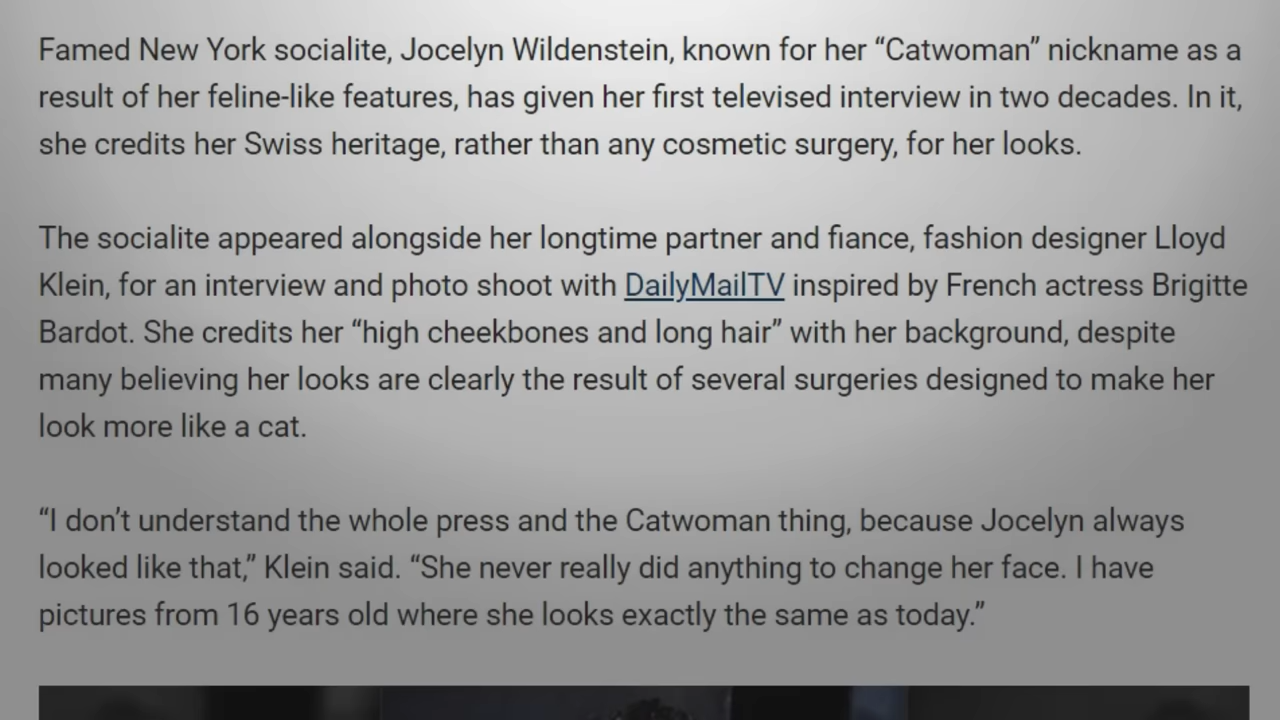 Famed New York socialite, Jocelyn Wildenstein, known for her “Catwoman” nickname as a
result of her feline-like features, has given her first televised interview in two decades. In it,
she credits her Swiss heritage, rather than any cosmetic surgery, for her looks.
The socialite appeared alongside her longtime partner and fiance, fashion designer Lloyd
Klein, for an interview and photo shoot with DailyMailTV inspired by French actress Brigitte
Bardot. She credits her “high cheekbones and long hair” with her background, despite
many believing her looks are clearly the result of several surgeries designed to make her
look more like a cat.
“I don’t understand the whole press and the Catwoman thing, because Jocelyn always
looked like that,” Klein said. “She never really did anything to change her face. I have
pictures from 16 years old where she looks exactly the same as today.”